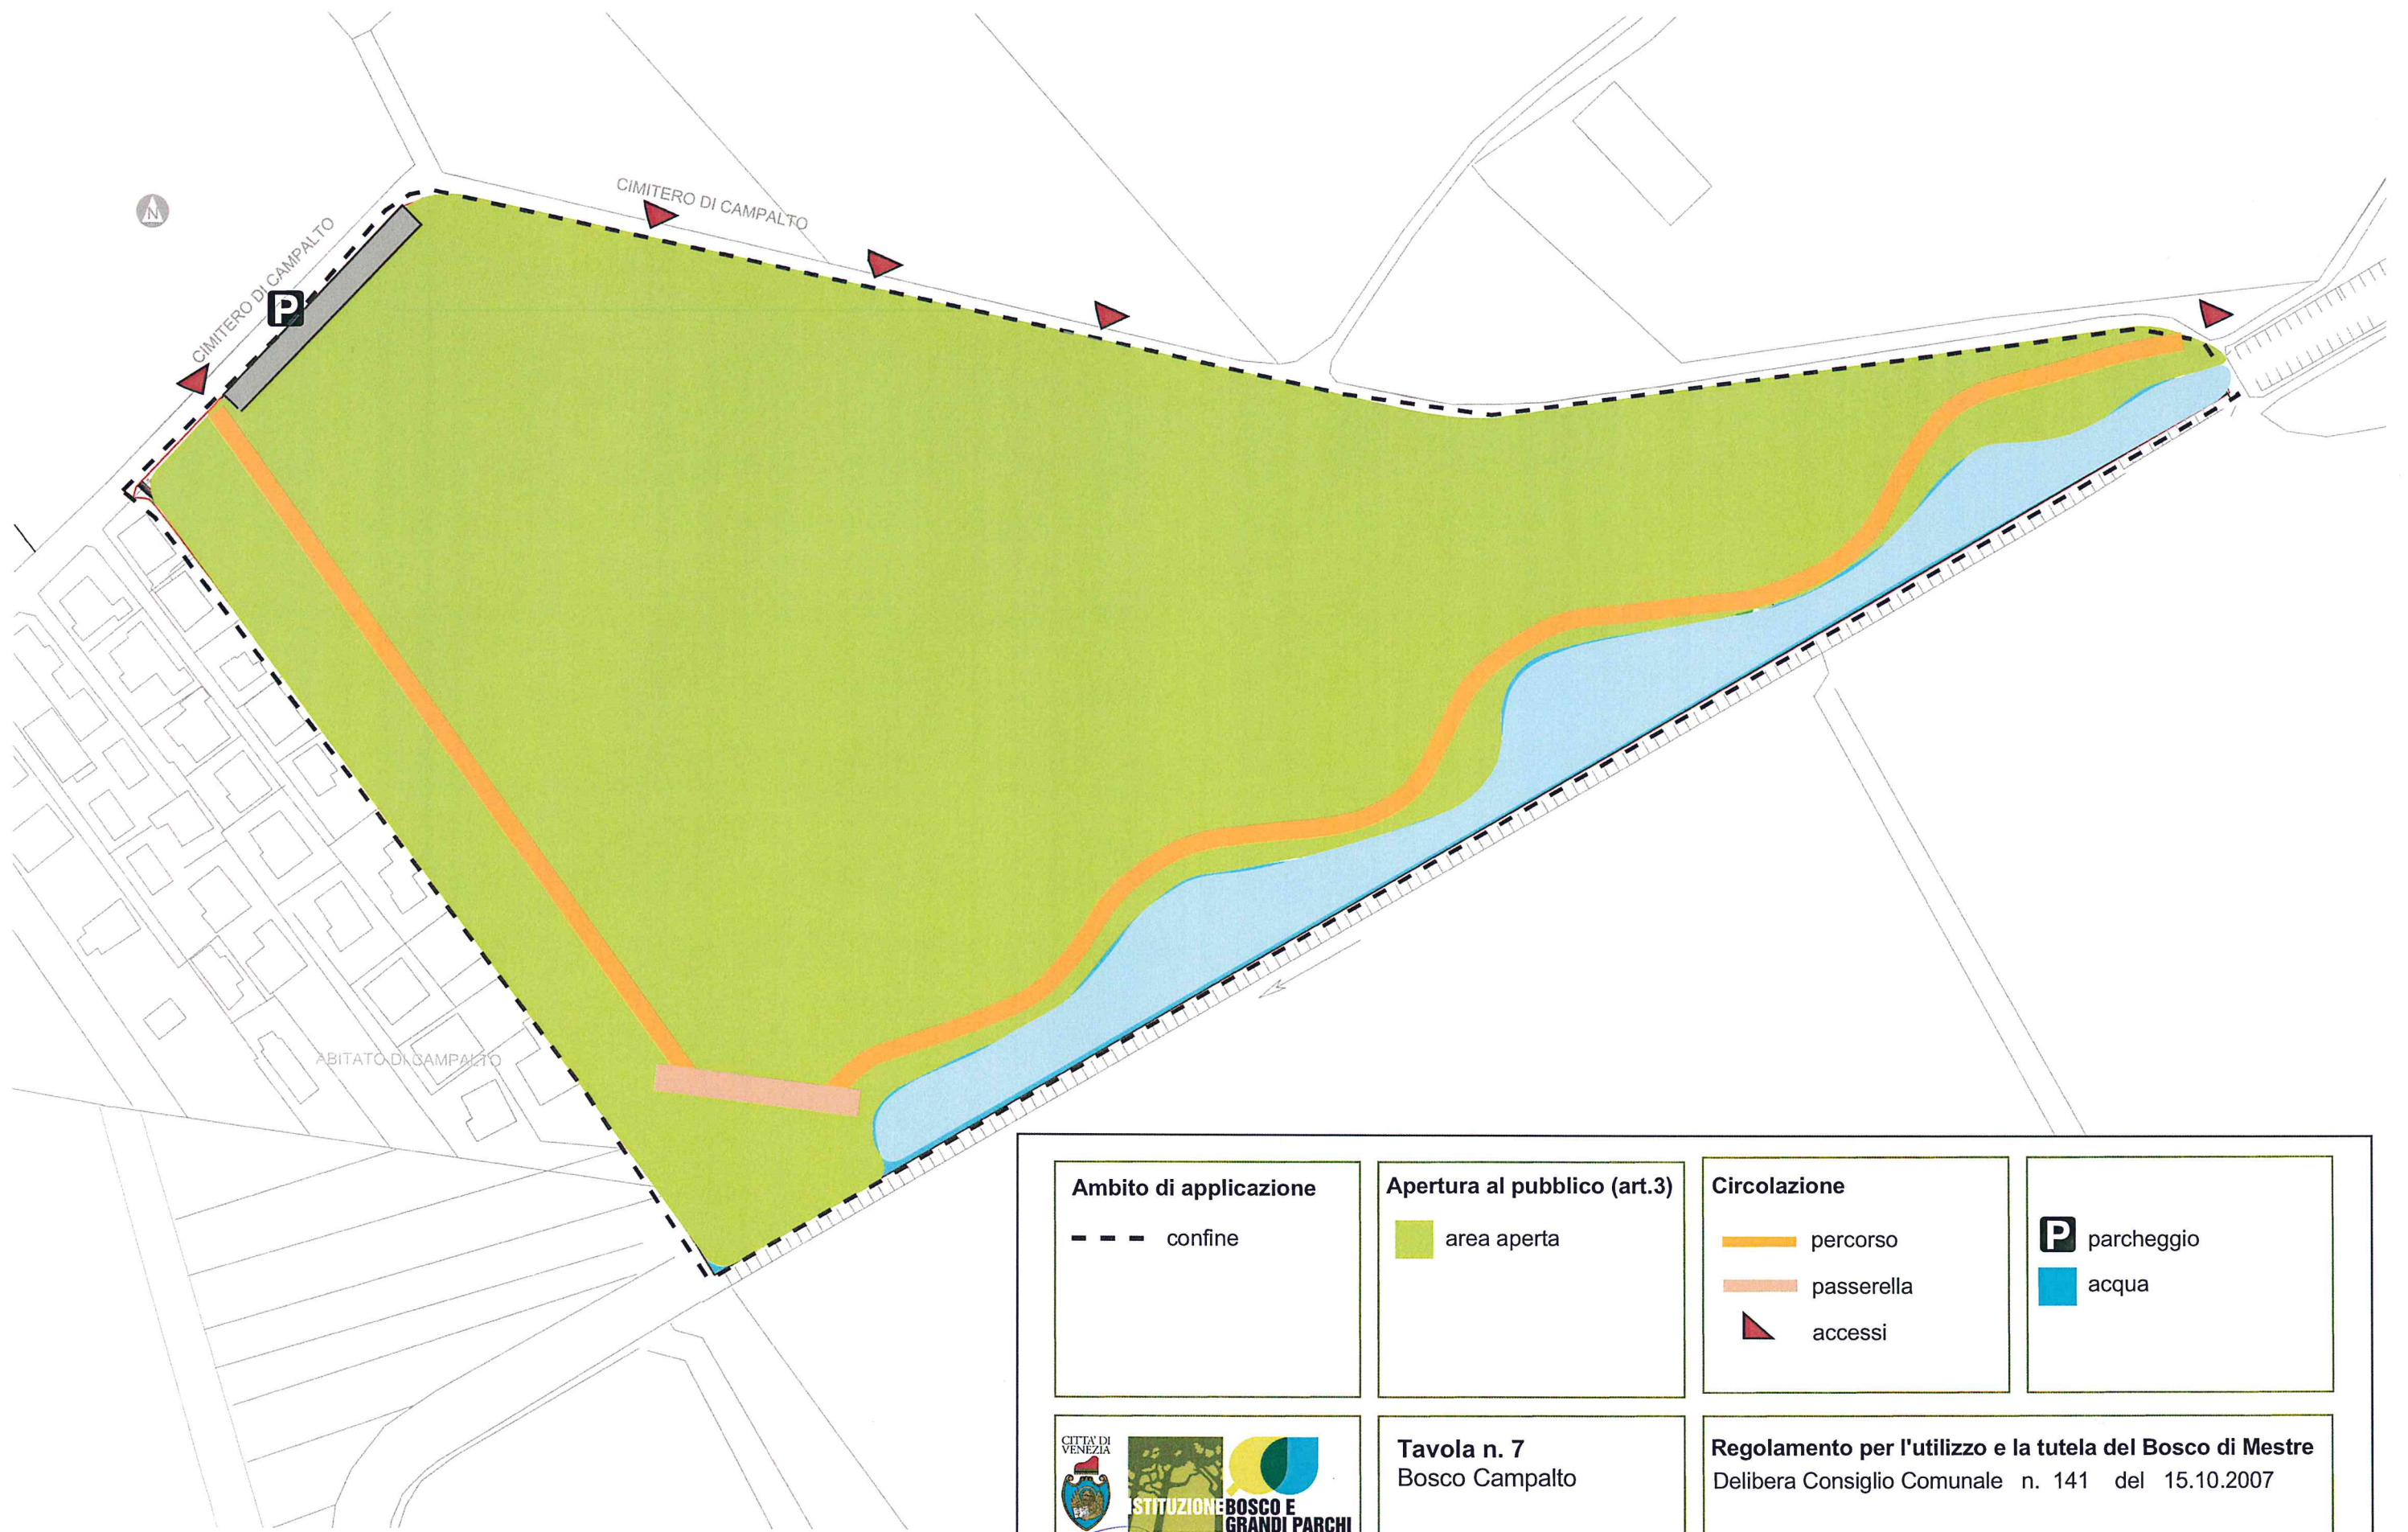 CIMITERO DI CAMPALTO
CIMITERO DI CAMPALTO
N
P
ABITATO DI CAMPALTO
Ambito di applicazione
confine
Apertura al pubblico (art.3)
area aperta
Circolazione
percorso
passerella
accessi
P parcheggio
acqua
CITTA' DI
VENEZIA
ISTITUZIONE BOSCO E
GRANDI PARCHI
Tavola n. 7
Bosco Campalto
Regolamento per l'utilizzo e la tutela del Bosco di Mestre
Delibera Consiglio Comunale n. 141 del 15.10.2007